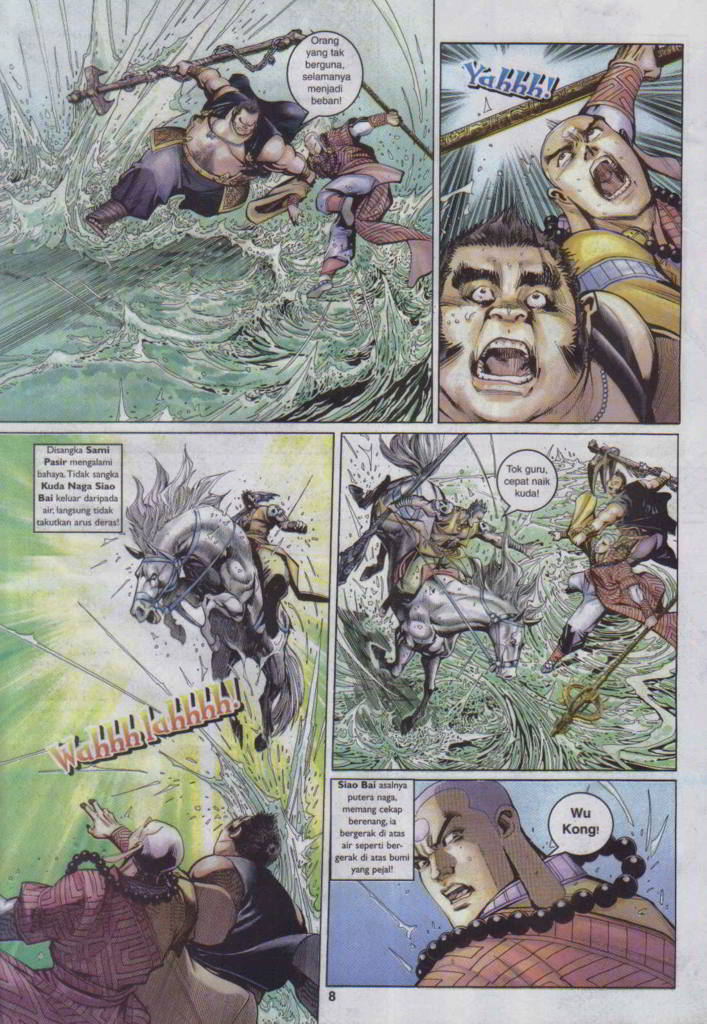 Orang
yang tak
berguna,
selamanya
menjadi
beban!
Yahhh!
Disangka Sami
Pasir mengalami
bahaya. Tidak sangka
Kuda Naga Siao
Bai keluar daripada
air, langsung tidak
takutkan arus deras!
Wahhh lahhhh!
Tok guru,
cepat naik
kuda!
Siao Bai asalnya
putera naga,
memang cekap
berenang, ia
bergerak di atas
air seperti ber-
gerak di atas bumi
yang pejal!
Wu
Kong!
8